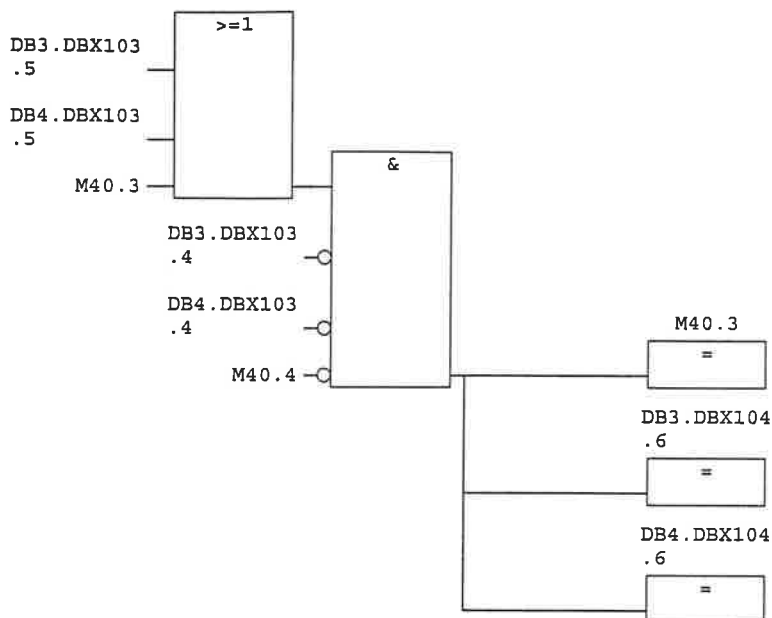 >=1
DB3.DBX103
.5
DB4.DBX103
.5
M40.3
&
DB3.DBX103
.4
DB4.DBX103
.4
M40.4
M40.3
=
DB3.DBX104
.6
=
DB4.DBX104
.6
=